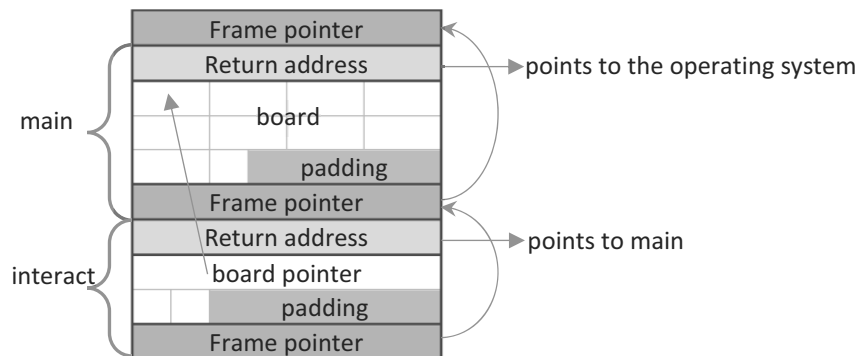 Frame pointer
Return address
points to the operating system
main
board
padding
Frame pointer
Return address
points to main
interact
board pointer
padding
Frame pointer